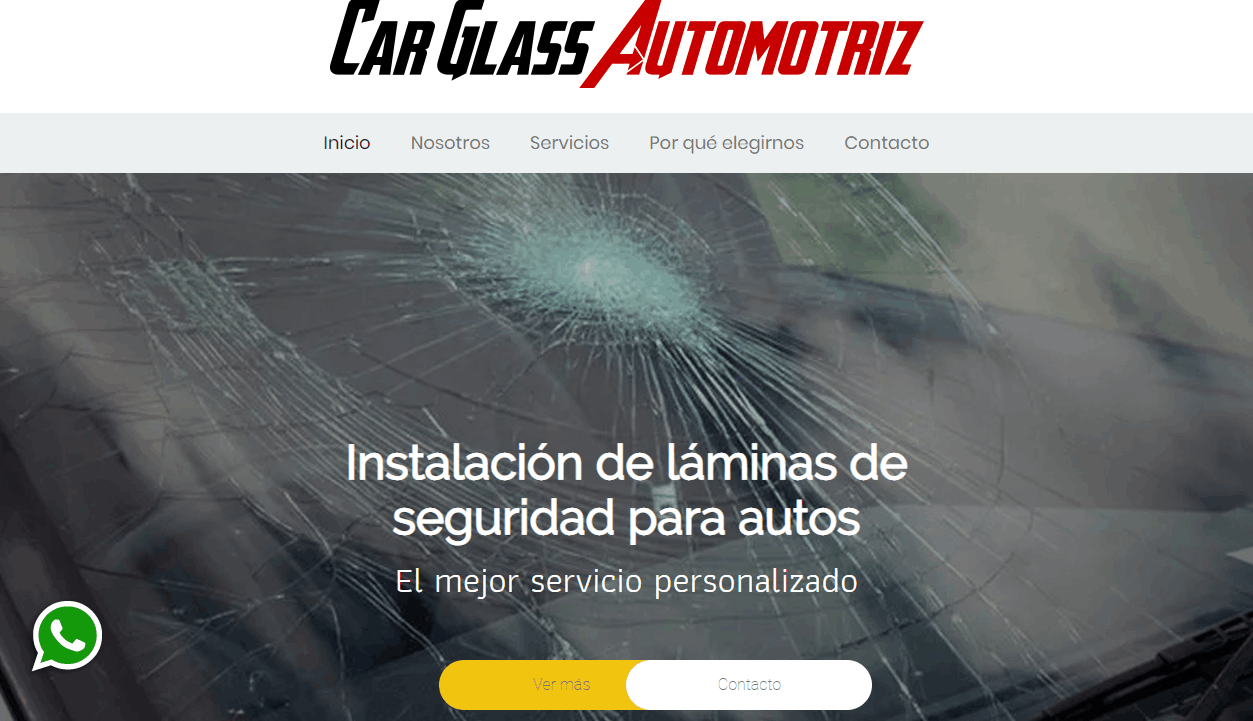 Car Glass Automotriz
Inicio Nosotros Servicios Por qué elegirnos Contacto
Instalación de láminas de
seguridad para autos
El mejor servicio personalizado
Ver más Contacto